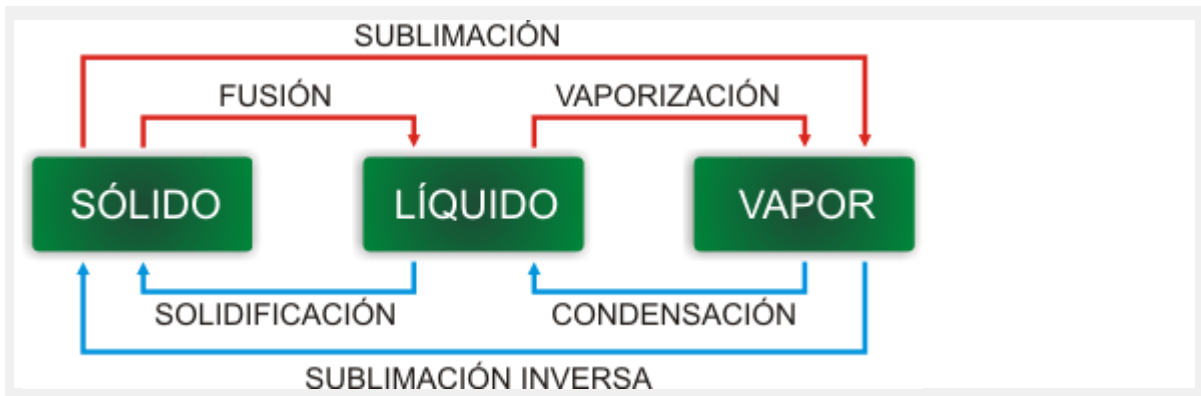 SUBLIMACIÓN
FUSIÓN VAPORIZACIÓN
SÓLIDO LÍQUIDO VAPOR
SOLIDIFICACIÓN CONDENSACIÓN
SUBLIMACIÓN INVERSA